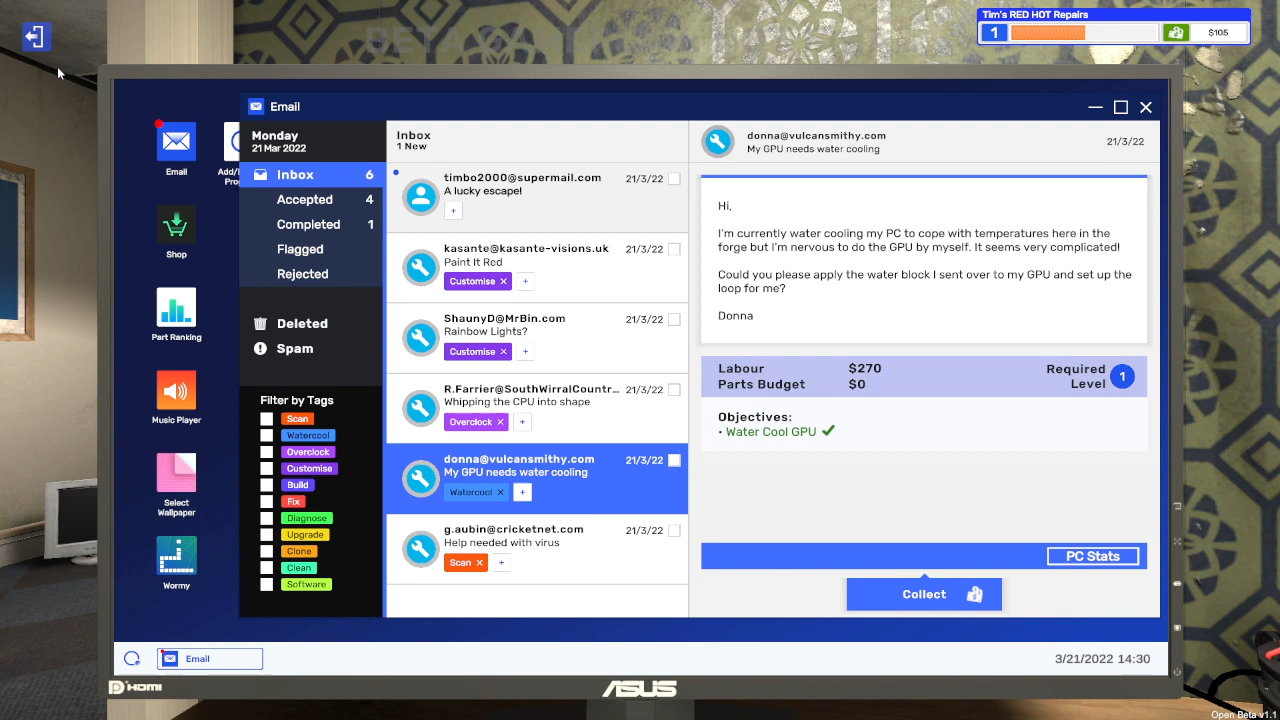 Tim's RED HOT Repairs
1
$105
Email
Monday
21 Mar 2022
Inbox 6
Accepted 4
Completed 1
Flagged
Rejected
Deleted
Spam
Filter by Tags
Scan
Watercool
Overclock
Customise
Build
Fix
Diagnose
Upgrade
Clone
Clean
Software
Inbox
1 New
timbo2000@supermail.com 21/3/22
A lucky escape!
+
kasante@kasante-visions.uk 21/3/22
Paint It Red
Customise × +
ShaunyD@MrBin.com 21/3/22
Rainbow Lights?
Customise × +
R.Farrier@SouthWirralCountr... 21/3/22
Whipping the CPU into shape
Overclock × +
donna@vulcansmithy.com 21/3/22
My GPU needs water cooling
Watercool × +
g.aubin@cricketnet.com 21/3/22
Help needed with virus
Scan × +
donna@vulcansmithy.com
My GPU needs water cooling
21/3/22
Hi,
I'm currently water cooling my PC to cope with temperatures here in the
forge but I'm nervous to do the GPU by myself. It seems very complicated!
Could you please apply the water block I sent over to my GPU and set up the
loop for me?
Donna
Labour $270
Parts Budget $0
Required
Level 1
Objectives:
• Water Cool GPU
PC Stats
Collect
Email
Shop
Part Ranking
Music Player
Select
Wallpaper
Wormy
Add/
Pro
Email
3/21/2022 14:30
HDMI
ASUS
Open Beta v1.1